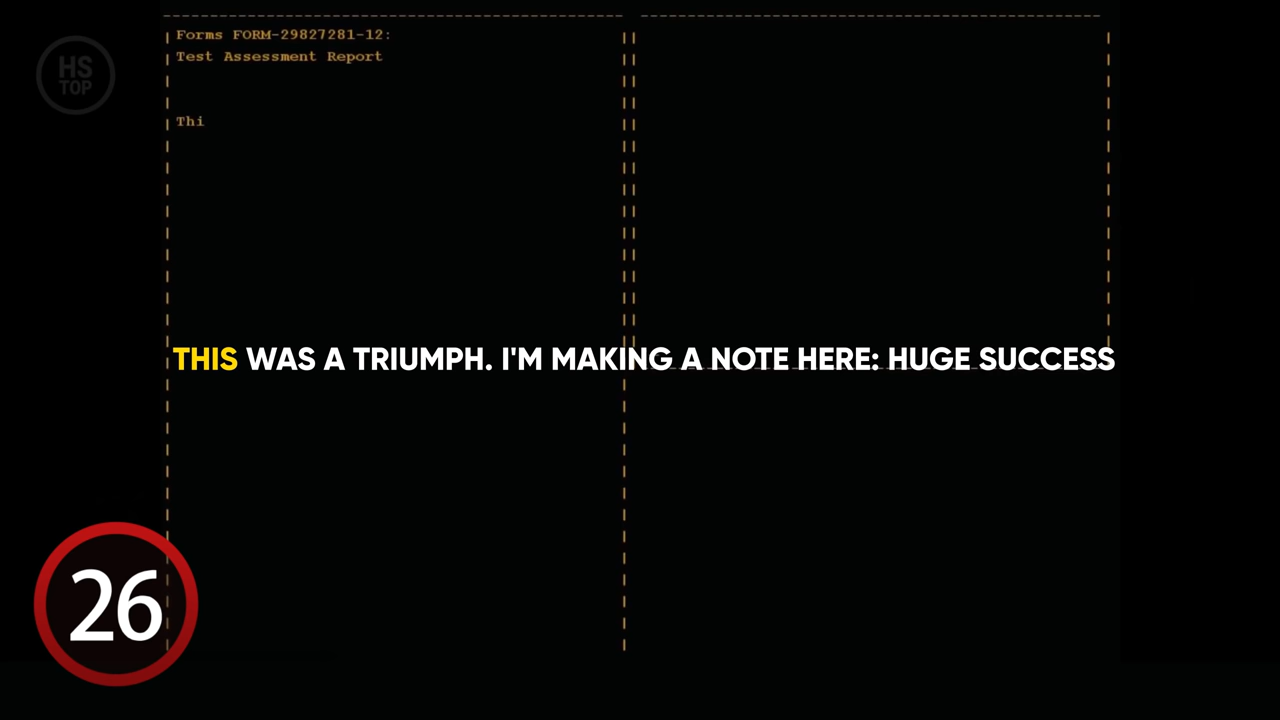 HS
TOP
Forms FORM-29827281-12:
Test Assessment Report
Thi
THIS WAS A TRIUMPH. I'M MAKING A NOTE HERE: HUGE SUCCESS
26